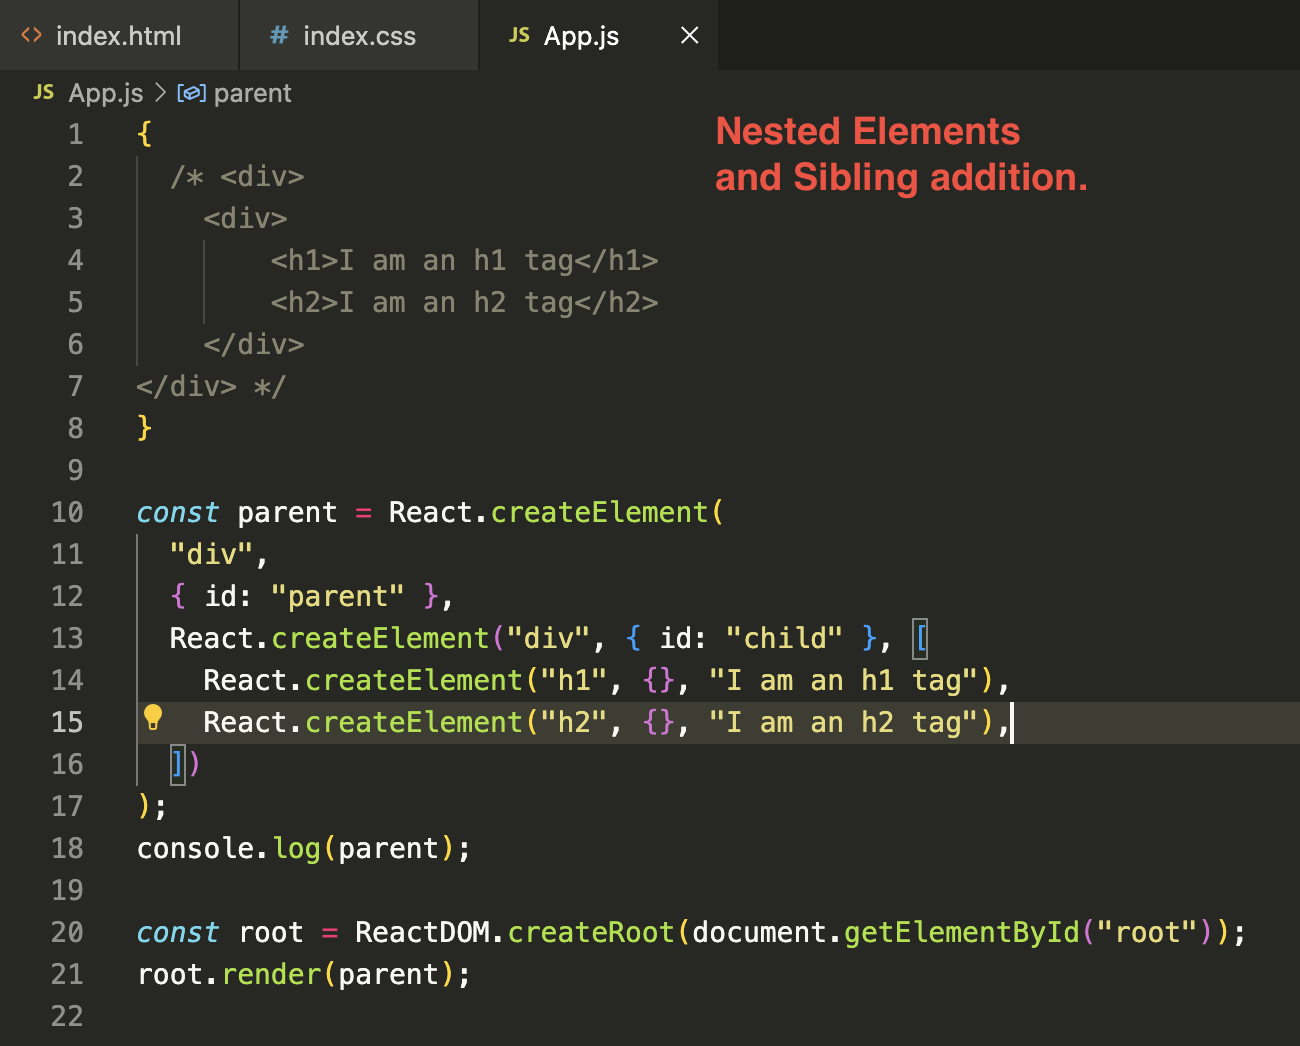 <> index.html # index.css JS App.js ×
JS App.js > parent
Nested Elements
and Sibling addition.
1 {
2 /* <div>
3 <div>
4 <h1>I am an h1 tag</h1>
5 <h2>I am an h2 tag</h2>
6 </div>
7 </div> */
8 }
9
10 const parent = React.createElement(
11 "div",
12 { id: "parent" },
13 React.createElement("div", { id: "child" }, [
14 React.createElement("h1", {}, "I am an h1 tag"),
15 React.createElement("h2", {}, "I am an h2 tag"),
16 ])
17 );
18 console.log(parent);
19
20 const root = ReactDOM.createRoot(document.getElementById("root"));
21 root.render(parent);
22